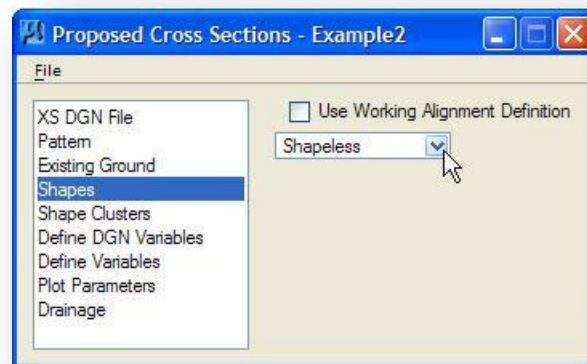 Proposed Cross Sections - Example2
File
XS DGN File
Pattern
Existing Ground
Shapes
Shape Clusters
Define DGN Variables
Define Variables
Plot Parameters
Drainage
Use Working Alignment Definition
Shapeless